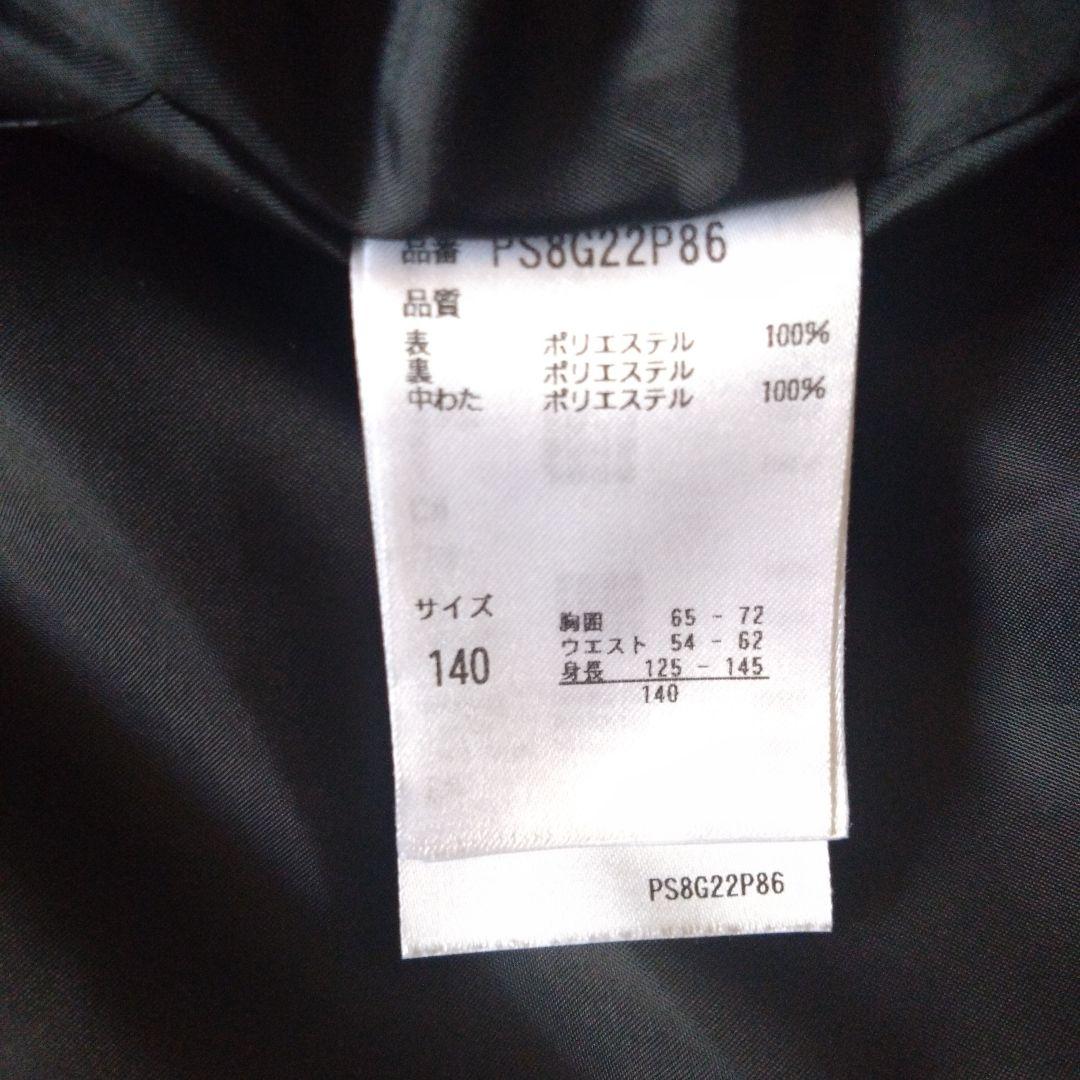 品番 PS8G22P86
品質
表 ポリエステル 100%
裏 ポリエステル
中わた ポリエステル 100%
サイズ
140
胸囲 65 - 72
ウエスト 54 - 62
身長 125 - 145
140
PS8G22P86